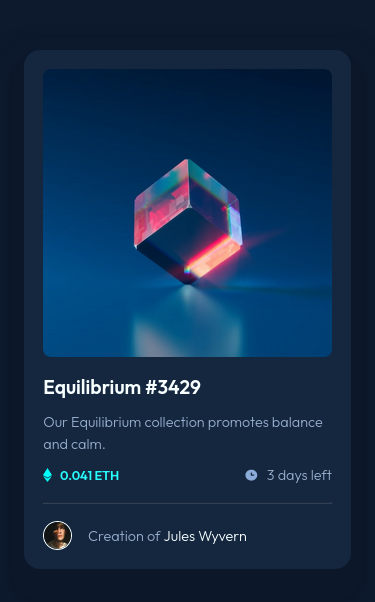 Equilibrium #3429
Our Equilibrium collection promotes balance
and calm.
0.041 ETH 3 days left
Creation of Jules Wyvern